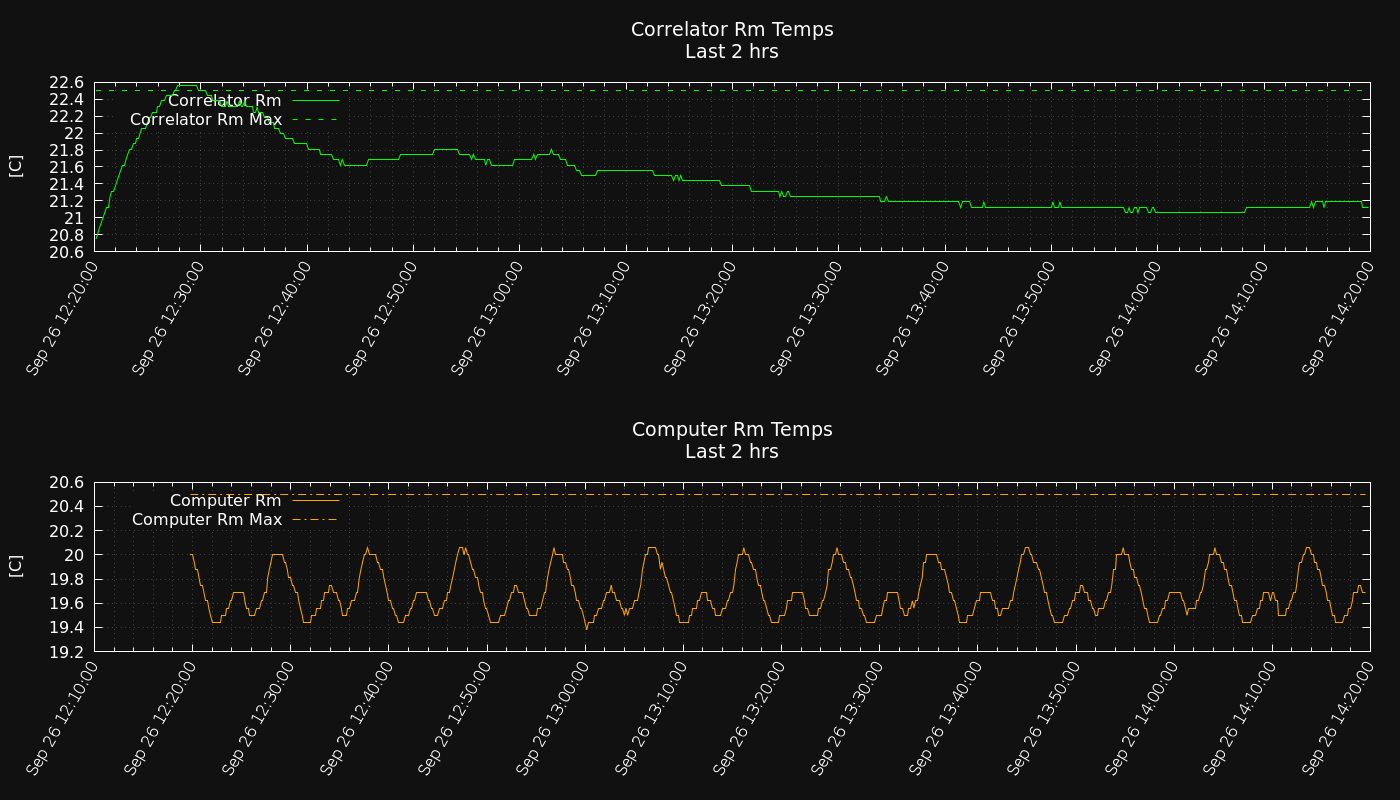 Correlator Rm Temps
Last 2 hrs
[C]
22.6
22.4
22.2
22
21.8
21.6
21.4
21.2
21
20.8
20.6
Correlator Rm
Correlator Rm Max
Sep 26 12:20:00
Sep 26 12:30:00
Sep 26 12:40:00
Sep 26 12:50:00
Sep 26 13:00:00
Sep 26 13:10:00
Sep 26 13:20:00
Sep 26 13:30:00
Sep 26 13:40:00
Sep 26 13:50:00
Sep 26 14:00:00
Sep 26 14:10:00
Sep 26 14:20:00
Computer Rm Temps
Last 2 hrs
[C]
20.6
20.4
20.2
20
19.8
19.6
19.4
19.2
Computer Rm
Computer Rm Max
Sep 26 12:10:00
Sep 26 12:20:00
Sep 26 12:30:00
Sep 26 12:40:00
Sep 26 12:50:00
Sep 26 13:00:00
Sep 26 13:10:00
Sep 26 13:20:00
Sep 26 13:30:00
Sep 26 13:40:00
Sep 26 13:50:00
Sep 26 14:00:00
Sep 26 14:10:00
Sep 26 14:20:00